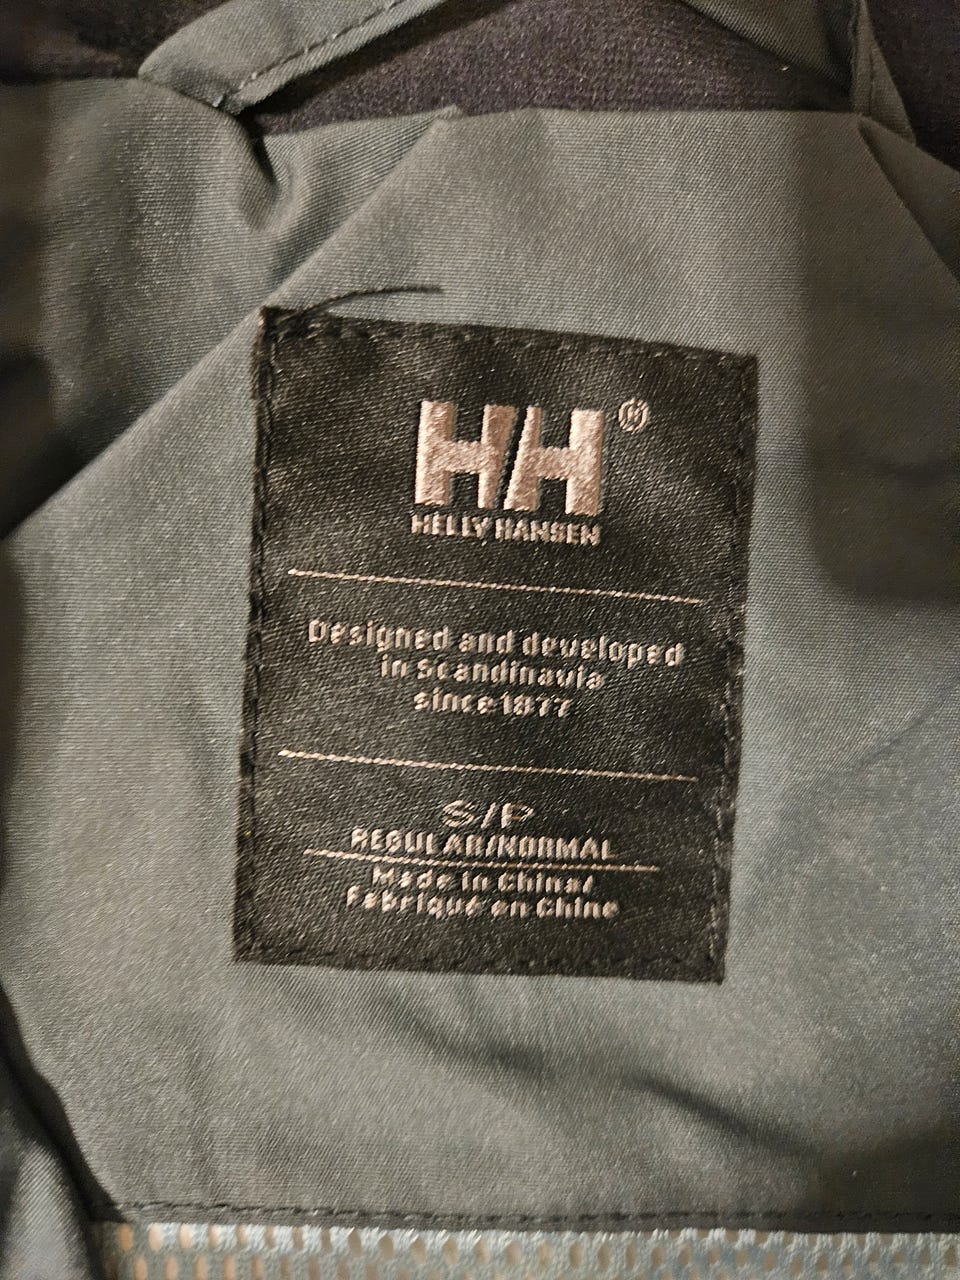 HH®
HELLY HANSEN
Designed and developed
in Scandinavia
since 1877
S/P
REGULAR/NORMAL
Made in China/
Fabriqué en Chine